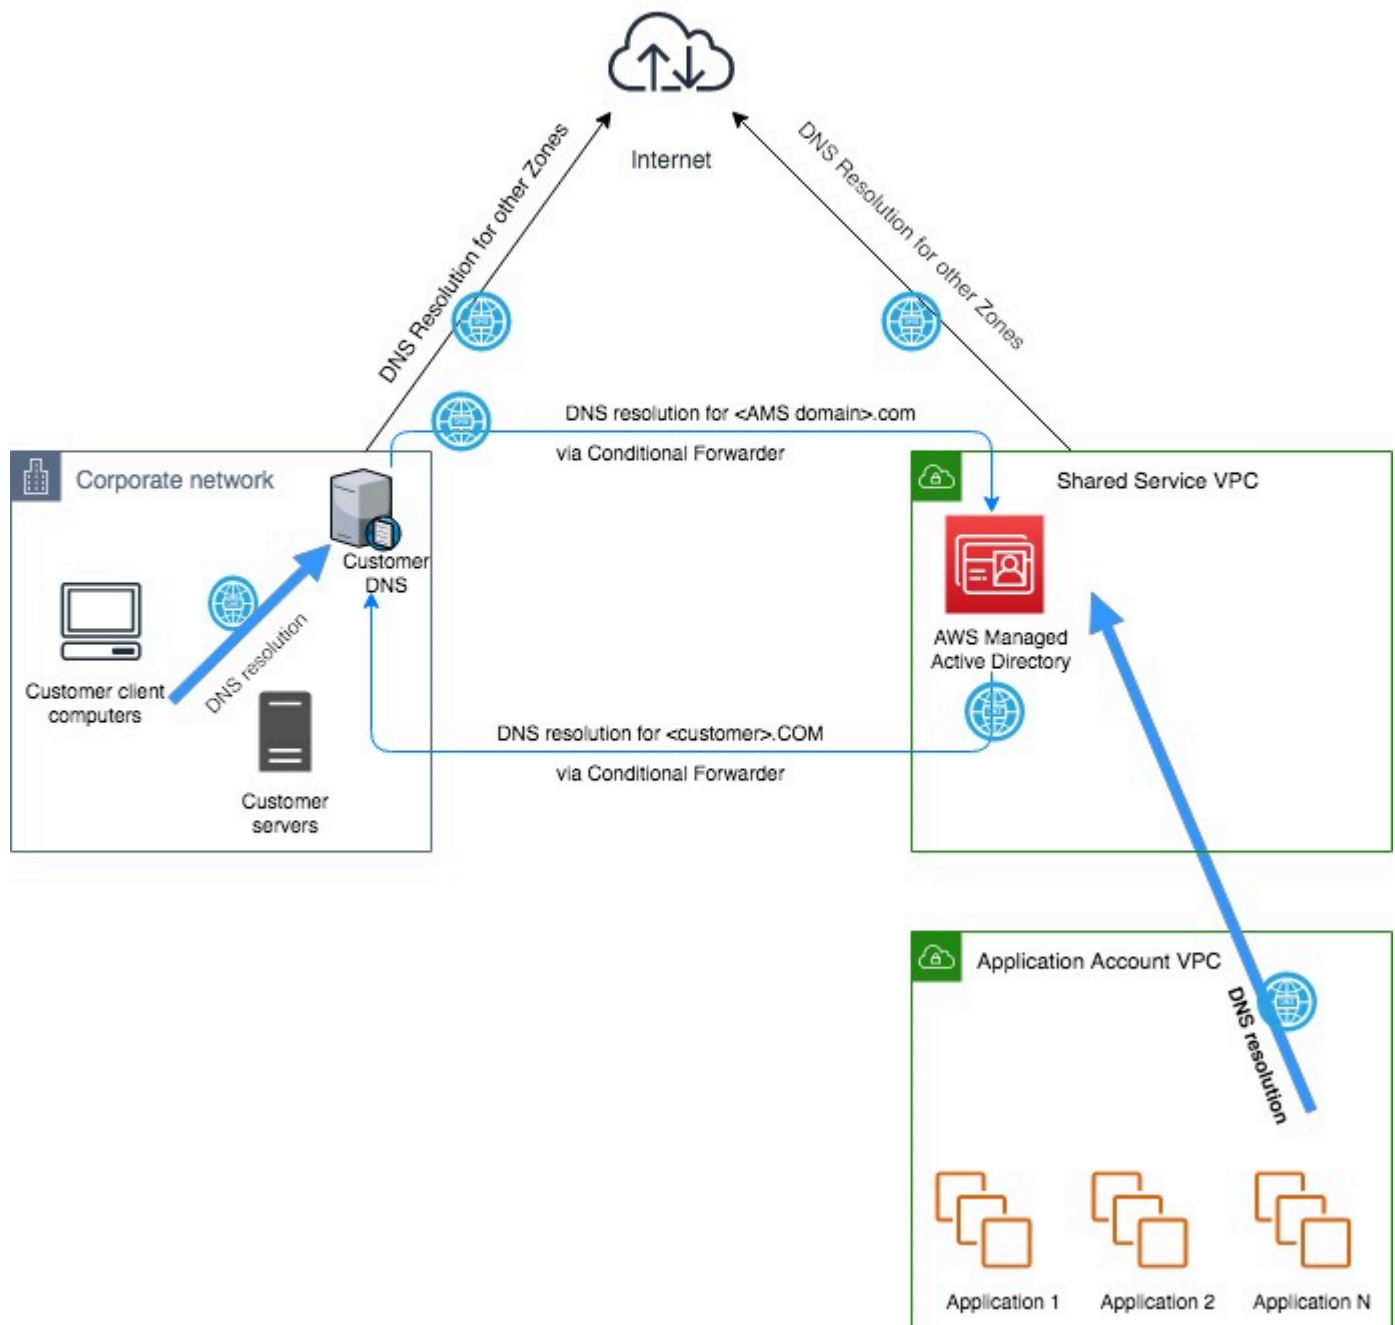 Internet
DNS Resolution for other Zones
DNS Resolution for other Zones
DNS resolution for <AMS domain>.com
via Conditional Forwarder
Corporate network
Shared Service VPC
Customer
DNS
DNS resolution
Customer client
computers
AWS Managed
Active Directory
DNS resolution for <customer>.COM
via Conditional Forwarder
Customer
servers
Application Account VPC
DNS resolution
Application 1
Application 2
Application N